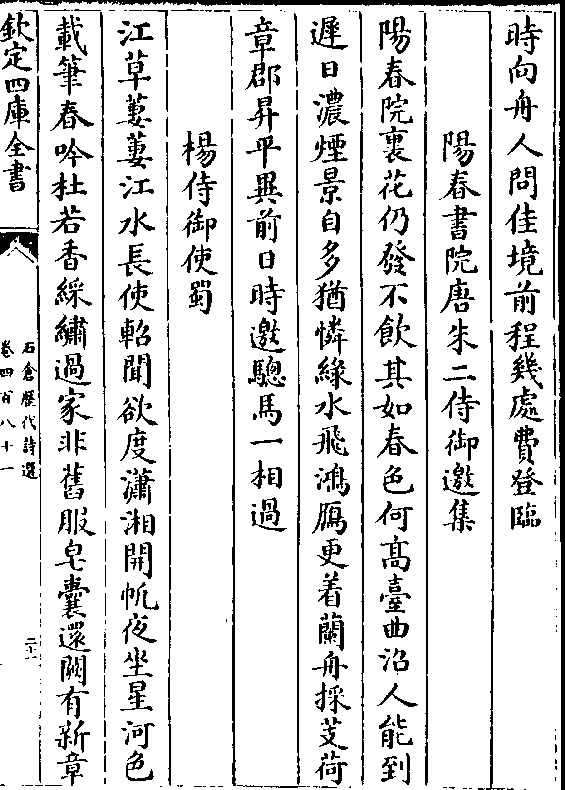 時向舟人問佳境前程幾處費登臨
陽春書院唐朱二侍御邀集
陽春院裏花仍發不飲其如春色何高臺曲沼人能到
遲日濃煙景自多猶憐綠水飛鴻鴈更着蘭舟採芰荷
章郡昇平異前日時邀驄馬一相過
楊侍御使蜀
江草萋萋江水長使軺聞欲度瀟湘開帆夜坐星河色
載筆春吟杜若香綵繡過家非舊服皂囊還闕有新章
欽定四庫全書
石倉歷代詩選
卷四百八十一
二十一